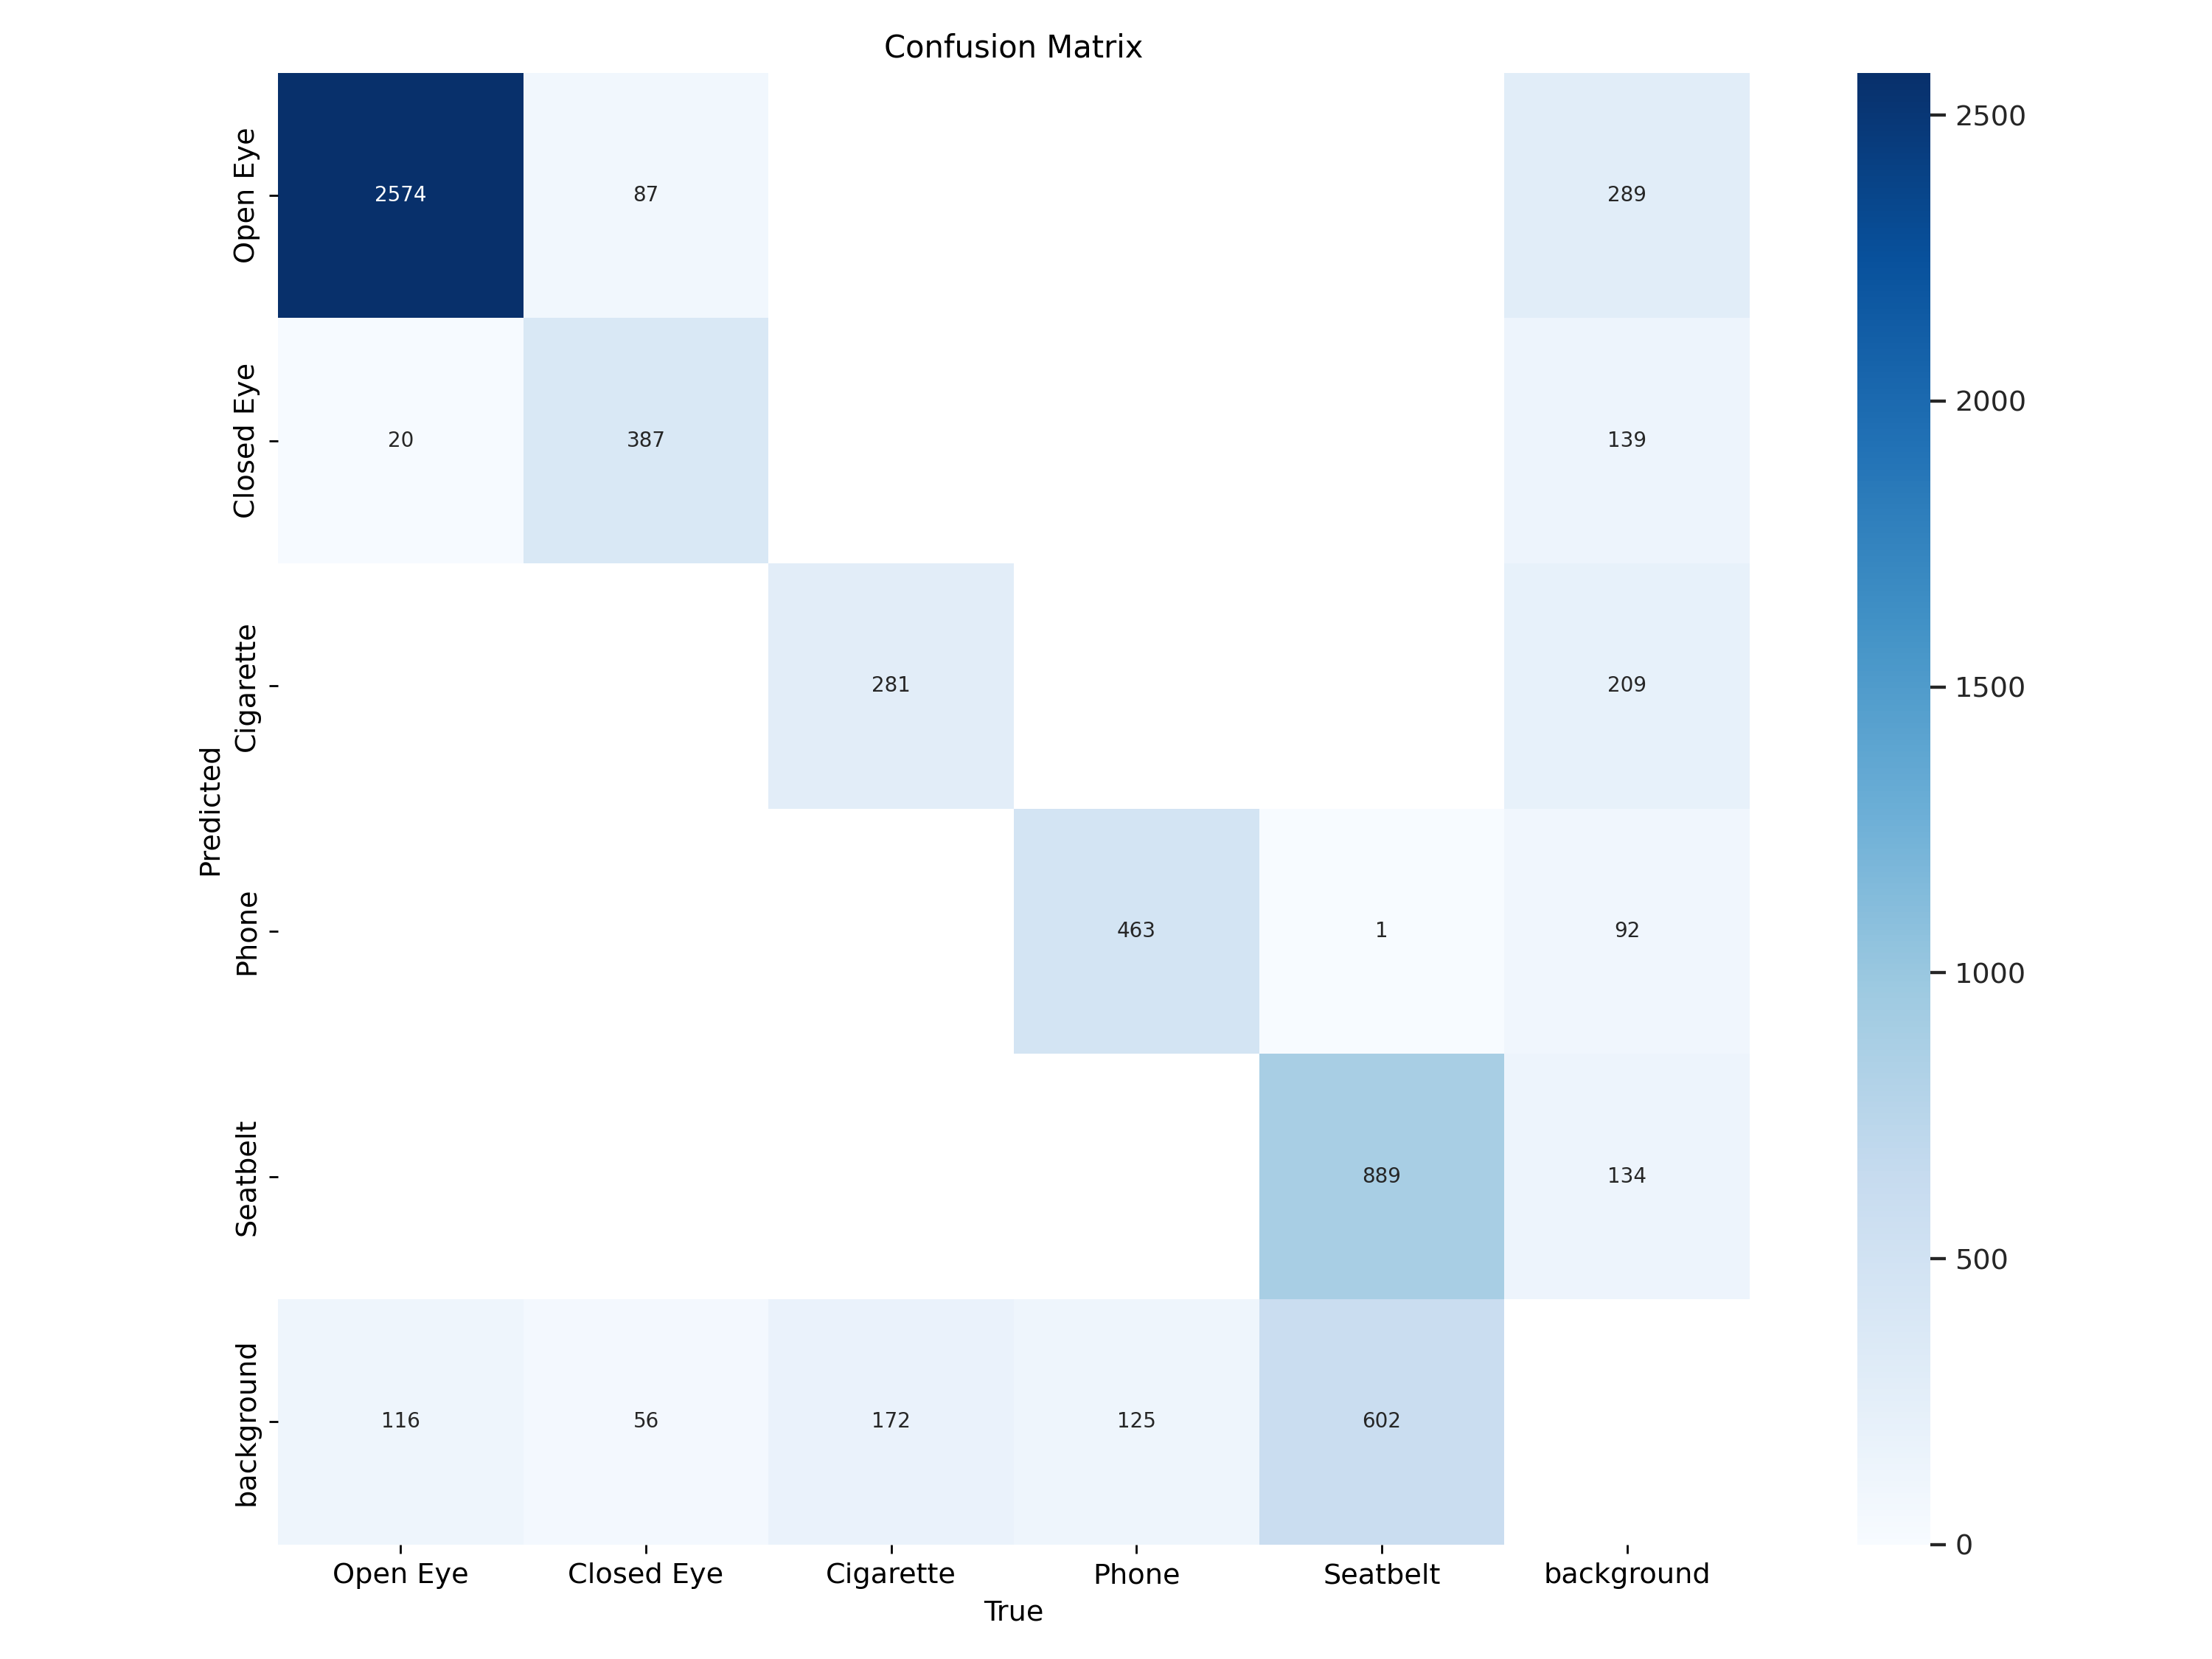 Confusion Matrix
Open Eye
2574
87
289
Closed Eye
20
387
139
Cigarette
281
209
Phone
463
1
92
Seatbelt
889
134
background
116
56
172
125
602
Predicted
Open Eye
Closed Eye
Cigarette
Phone
Seatbelt
background
True
2500
2000
1500
1000
500
0